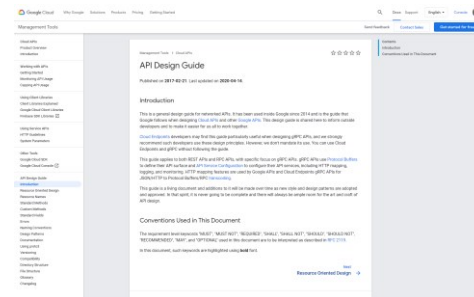 Google Cloud Why Google Solutions Products Pricing Getting Started
Docs Support English Console
Management Tools
Send feedback Contact Sales Get started for free
Cloud APIs
Product Overview
Introduction
Working with APIs
Getting Started
Monitoring API Usage
Capping API Usage
Using Client Libraries
Client Libraries Explained
Google Cloud Client Libraries
Using Service APIs
HTTP Guidelines
System Parameters
Other Tools
Google Cloud SDK
Google Cloud Console
API Design Guide
Introduction
Resource Oriented Design
Resource Names
Standard Methods
Custom Methods
Standard Fields
Errors
Naming Conventions
Design Patterns
Documentation
Using proto3
Versioning
Compatibility
Directory Structure
File Structure
Glossary
Changelog
Management Tools Cloud APIs
API Design Guide
Published on 2017-02-21. Last updated on 2020-04-16.
Introduction
This is a general design guide for networked APIs. It has been used inside Google since 2014 and is the guide that
Google follows when designing Cloud APIs and other Google APIs. This design guide is shared here to inform outside
developers and to make it easier for us all to work together.
Cloud Endpoints developers may find this guide particularly useful when designing gRPC APIs, and we strongly
recommend such developers use these design principles. However, we don't mandate its use. You can use Cloud
Endpoints and gRPC without following the guide.
This guide applies to both REST APIs and RPC APIs, with specific focus on gRPC APIs. gRPC APIs use Protocol Buffers
to define their API surface and API Service Configuration to configure their API services, including HTTP mapping,
logging, and monitoring. HTTP mapping features are used by Google APIs and Cloud Endpoints gRPC APIs for
JSON/HTTP to Protocol Buffers/RPC transcoding.
This guide is a living document and additions to it will be made over time as new style and design patterns are adopted
and approved. In that spirit, it is never going to be complete and there will always be ample room for the art and craft of
API design.
Conventions Used in This Document
The requirement level keywords "MUST", "MUST NOT", "REQUIRED", "SHALL", "SHALL NOT", "SHOULD", "SHOULD NOT",
"RECOMMENDED", "MAY", and "OPTIONAL" used in this document are to be interpreted as described in RFC 2119.
In this document, such keywords are highlighted using bold font.
Next
Resource Oriented Design
Contents
Introduction
Conventions Used in This Document